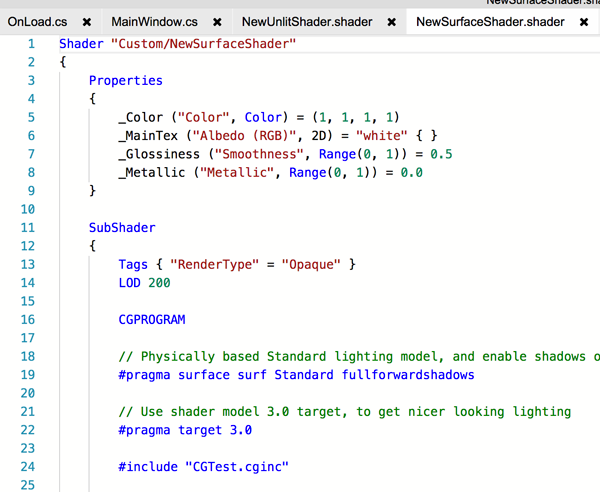 NewSurfaceShader.sha
OnLoad.cs ✖ MainWindow.cs ✖ NewUnlitShader.shader ✖ NewSurfaceShader.shader ✖
1 Shader "Custom/NewSurfaceShader"
2 {
3 Properties
4 {
5 _Color ("Color", Color) = (1, 1, 1, 1)
6 _MainTex ("Albedo (RGB)", 2D) = "white" { }
7 _Glossiness ("Smoothness", Range(0, 1)) = 0.5
8 _Metallic ("Metallic", Range(0, 1)) = 0.0
9 }
10
11 SubShader
12 {
13 Tags { "RenderType" = "Opaque" }
14 LOD 200
15
16 CGPROGRAM
17
18 // Physically based Standard lighting model, and enable shadows o
19 #pragma surface surf Standard fullforwardshadows
20
21 // Use shader model 3.0 target, to get nicer looking lighting
22 #pragma target 3.0
23
24 #include "CGTest.cginc"
25